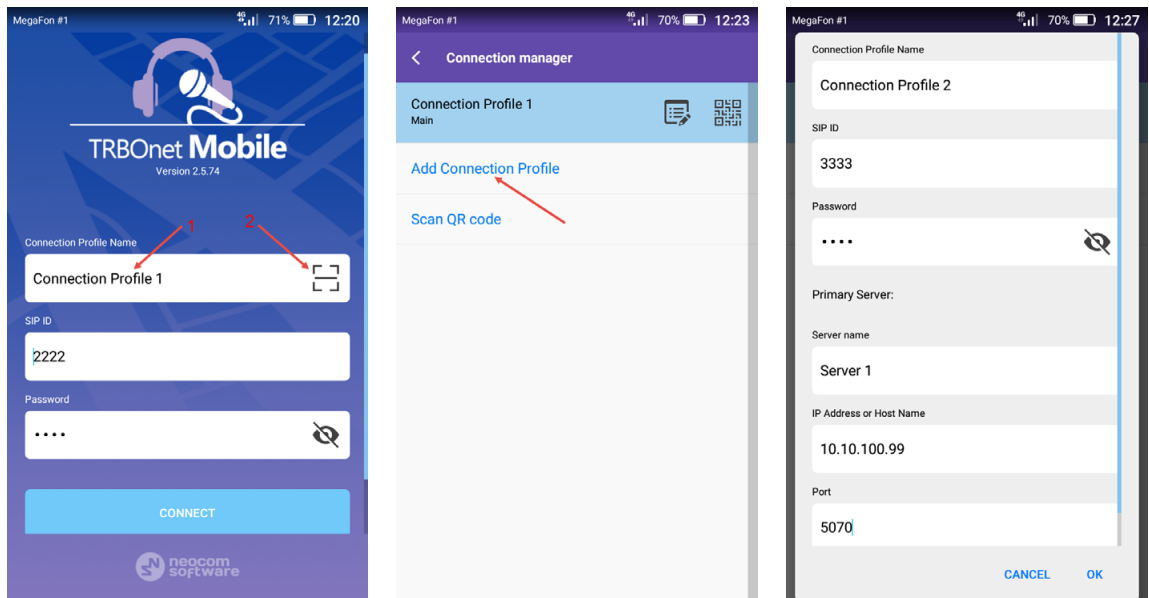 MegaFon #1
4G
71%
12:20
TRBOnet Mobile
Version 2.5.74
1
2
Connection Profile Name
Connection Profile 1
SIP ID
2222
Password
••••
CONNECT
neocom
software
MegaFon #1
4G
70%
12:23
Connection manager
Connection Profile 1
Main
Add Connection Profile
Scan QR code
MegaFon #1
4G
70%
12:27
Connection Profile Name
Connection Profile 2
SIP ID
3333
Password
••••
Primary Server:
Server name
Server 1
IP Address or Host Name
10.10.100.99
Port
5070
CANCEL OK